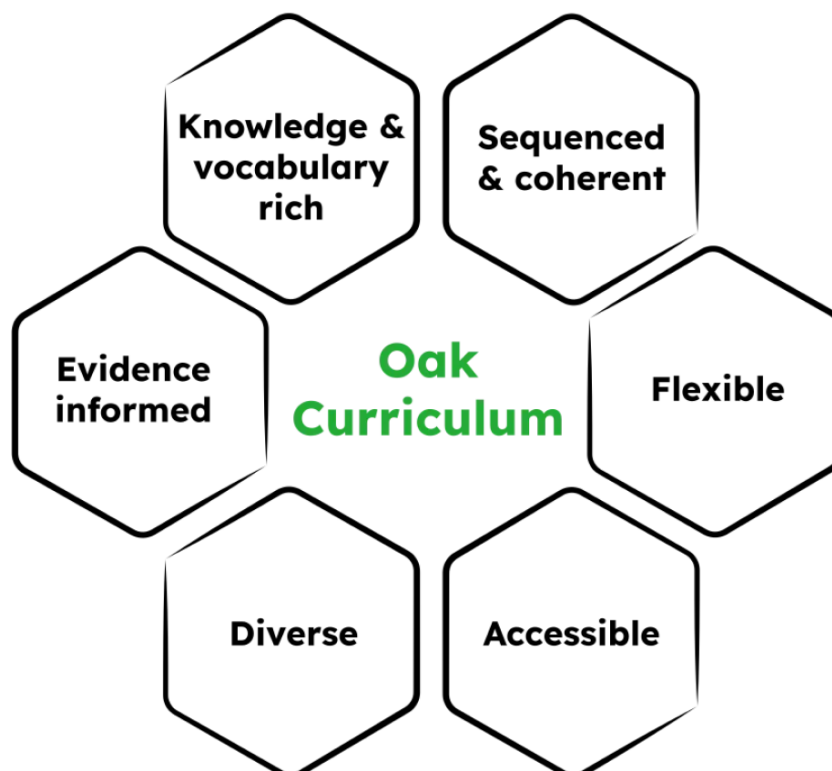 Knowledge &
vocabulary
rich
Sequenced
& coherent
Evidence
informed
Oak
Curriculum
Flexible
Diverse
Accessible